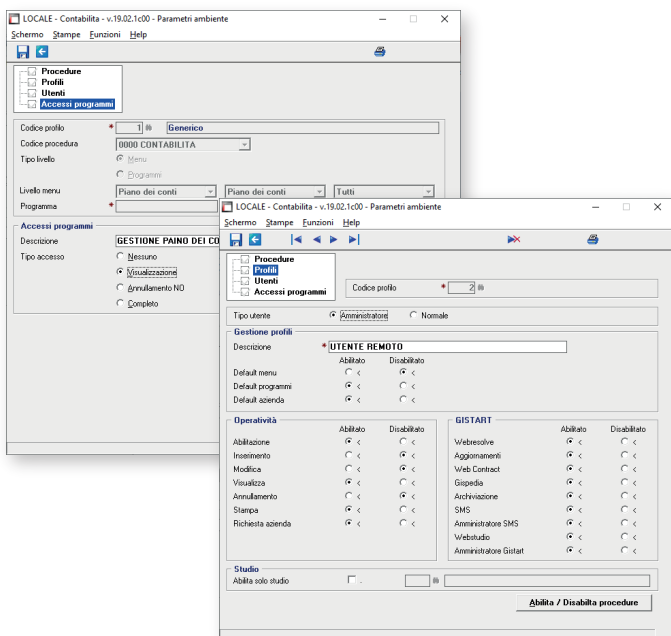 LOCALE - Contabilita - v.19.02.1c00 - Parametri ambiente
Schermo Stampe Funzioni Help
Procedure
Profili
Utenti
Accessi programmi
Codice profilo * 1 Generico
Codice procedura 0000 CONTABILITA
Tipo livello Menu
Programmi
Livello menu Piano dei conti Piano dei conti Tutti
Programma *
Accessi programmi
Descrizione GESTIONE PAINO DEI CO
Tipo accesso Nessuno
Visualizzazione
Annullamento NO
Completo
LOCALE - Contabilita - v.19.02.1c00 - Parametri ambiente
Schermo Stampe Funzioni Help
Procedure
Profili
Utenti
Accessi programmi
Codice profilo * 2
Tipo utente Amministratore Normale
Gestione profili
Descrizione * UTENTE REMOTO
Abilitato Disabilitato
Default menu < <
Default programmi < <
Default azienda < <
Operatività
Abilitato Disabilitato
Abilitazione < <
Inserimento < <
Modifica < <
Visualizza < <
Annullamento < <
Stampa < <
Richiesta azienda < <
GISTART
Abilitato Disabilitato
Webresolve < <
Aggiornamenti < <
Web Contract < <
Gispedia < <
Archiviazione < <
SMS < <
Amministratore SMS < <
Webstudio < <
Amministratore Gistart < <
Studio
Abilita solo studio .
Abilita / Disabilta procedure